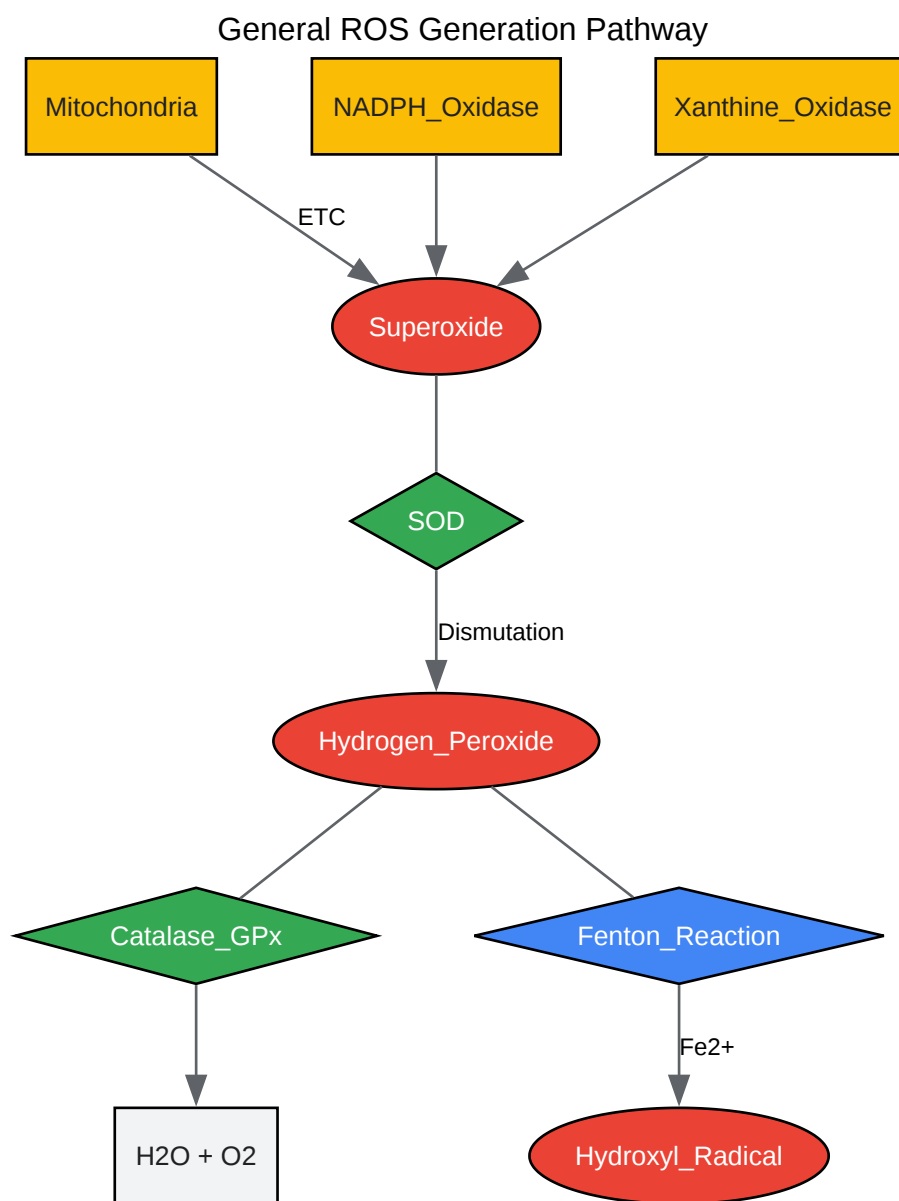 General ROS Generation Pathway
Mitochondria
NADPH_Oxidase
Xanthine_Oxidase
ETC
Superoxide
SOD
Dismutation
Hydrogen_Peroxide
Catalase_GPx
Fenton_Reaction
Fe2+
H2O + O2
Hydroxyl_Radical